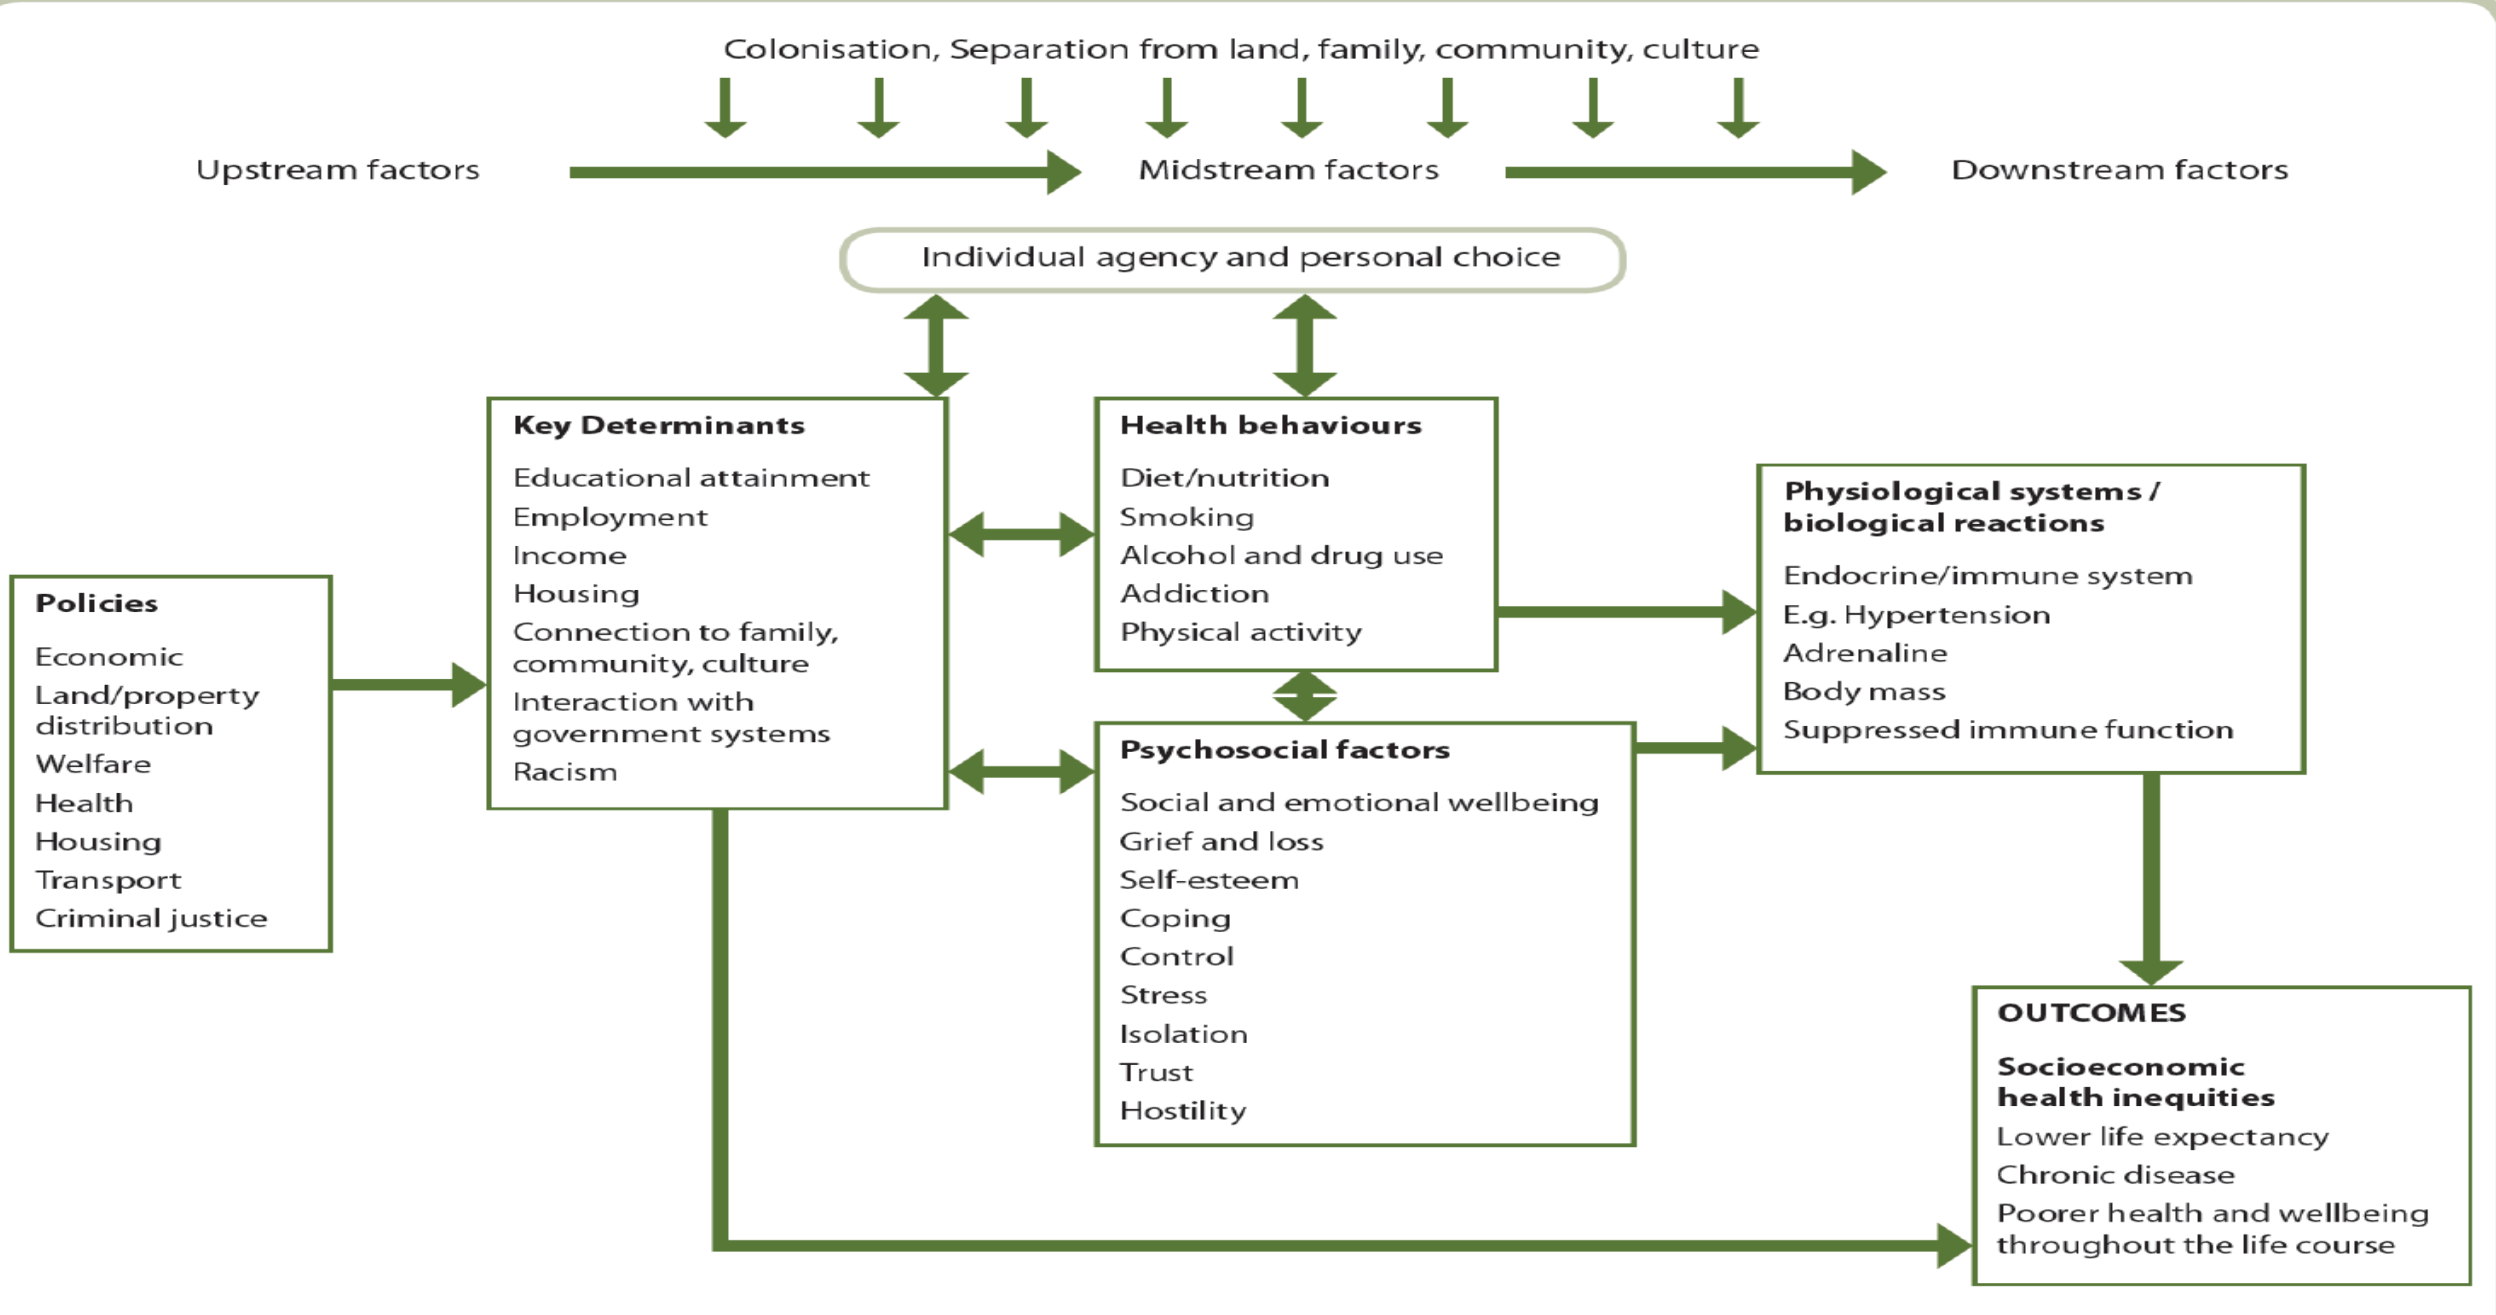 Colonisation, Separation from land, family, community, culture
Upstream factors
Midstream factors
Downstream factors
Individual agency and personal choice
Policies
Economic
Land/property
distribution
Welfare
Health
Housing
Transport
Criminal justice
Key Determinants
Educational attainment
Employment
Income
Housing
Connection to family,
community, culture
Interaction with
government systems
Racism
Health behaviours
Diet/nutrition
Smoking
Alcohol and drug use
Addiction
Physical activity
Psychosocial factors
Social and emotional wellbeing
Grief and loss
Self-esteem
Coping
Control
Stress
Isolation
Trust
Hostility
Physiological systems /
biological reactions
Endocrine/immune system
E.g. Hypertension
Adrenaline
Body mass
Suppressed immune function
OUTCOMES
Socioeconomic
health inequities
Lower life expectancy
Chronic disease
Poorer health and wellbeing
throughout the life course